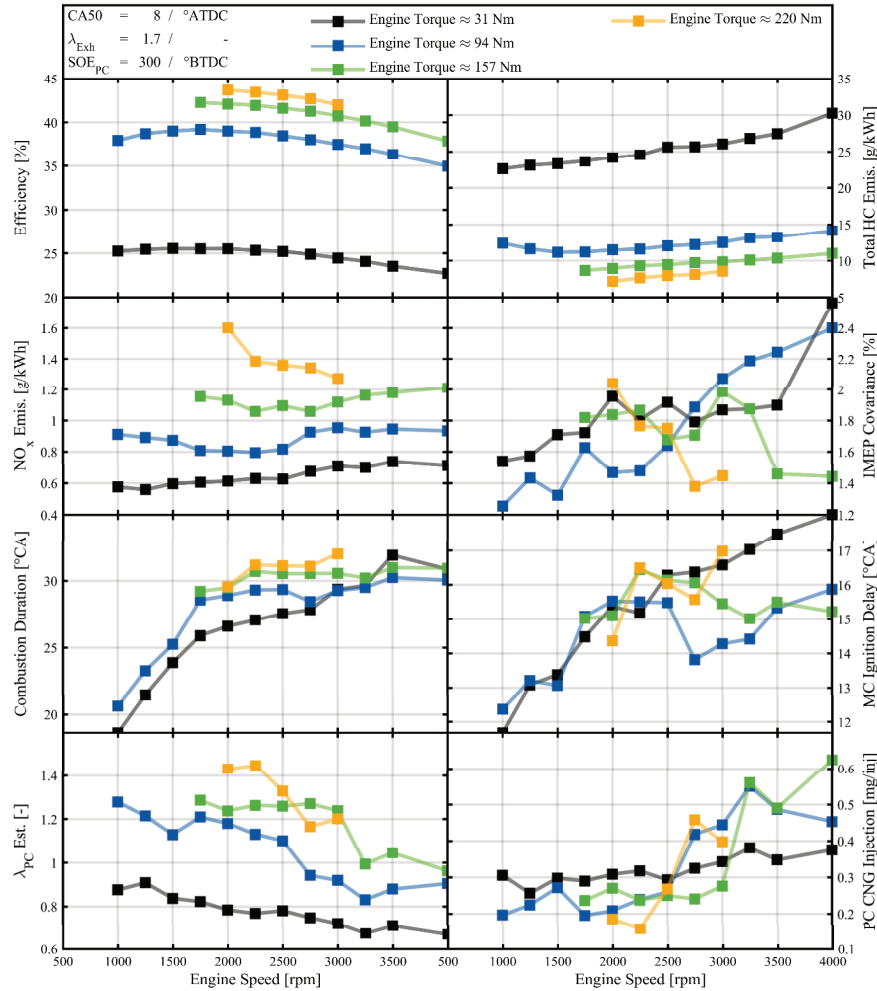 CA50 = 8 / °ATDC
λExh = 1.7 / -
SOEPC = 300 / °BTDC
Engine Torque ≈ 31 Nm
Engine Torque ≈ 94 Nm
Engine Torque ≈ 157 Nm
Engine Torque ≈ 220 Nm
Efficiency [%]
45
40
35
30
25
20
Total HC Emis. [g/kWh]
35
30
25
20
15
10
5
NOx Emis. [g/kWh]
1.6
1.4
1.2
1
0.8
0.6
0.4
IMEP Covariance [%]
2.4
2.2
2
1.8
1.6
1.4
1.2
Combustion Duration [°CA]
30
25
20
MC Ignition Delay [°CA]
17
16
15
14
13
12
λPC Est. [-]
1.4
1.2
1
0.8
0.6
PC CNG Injection [mg/inj]
0.6
0.5
0.4
0.3
0.2
0.1
500 1000 1500 2000 2500 3000 3500 500 1000 1500 2000 2500 3000 3500 4000
Engine Speed [rpm] Engine Speed [rpm]